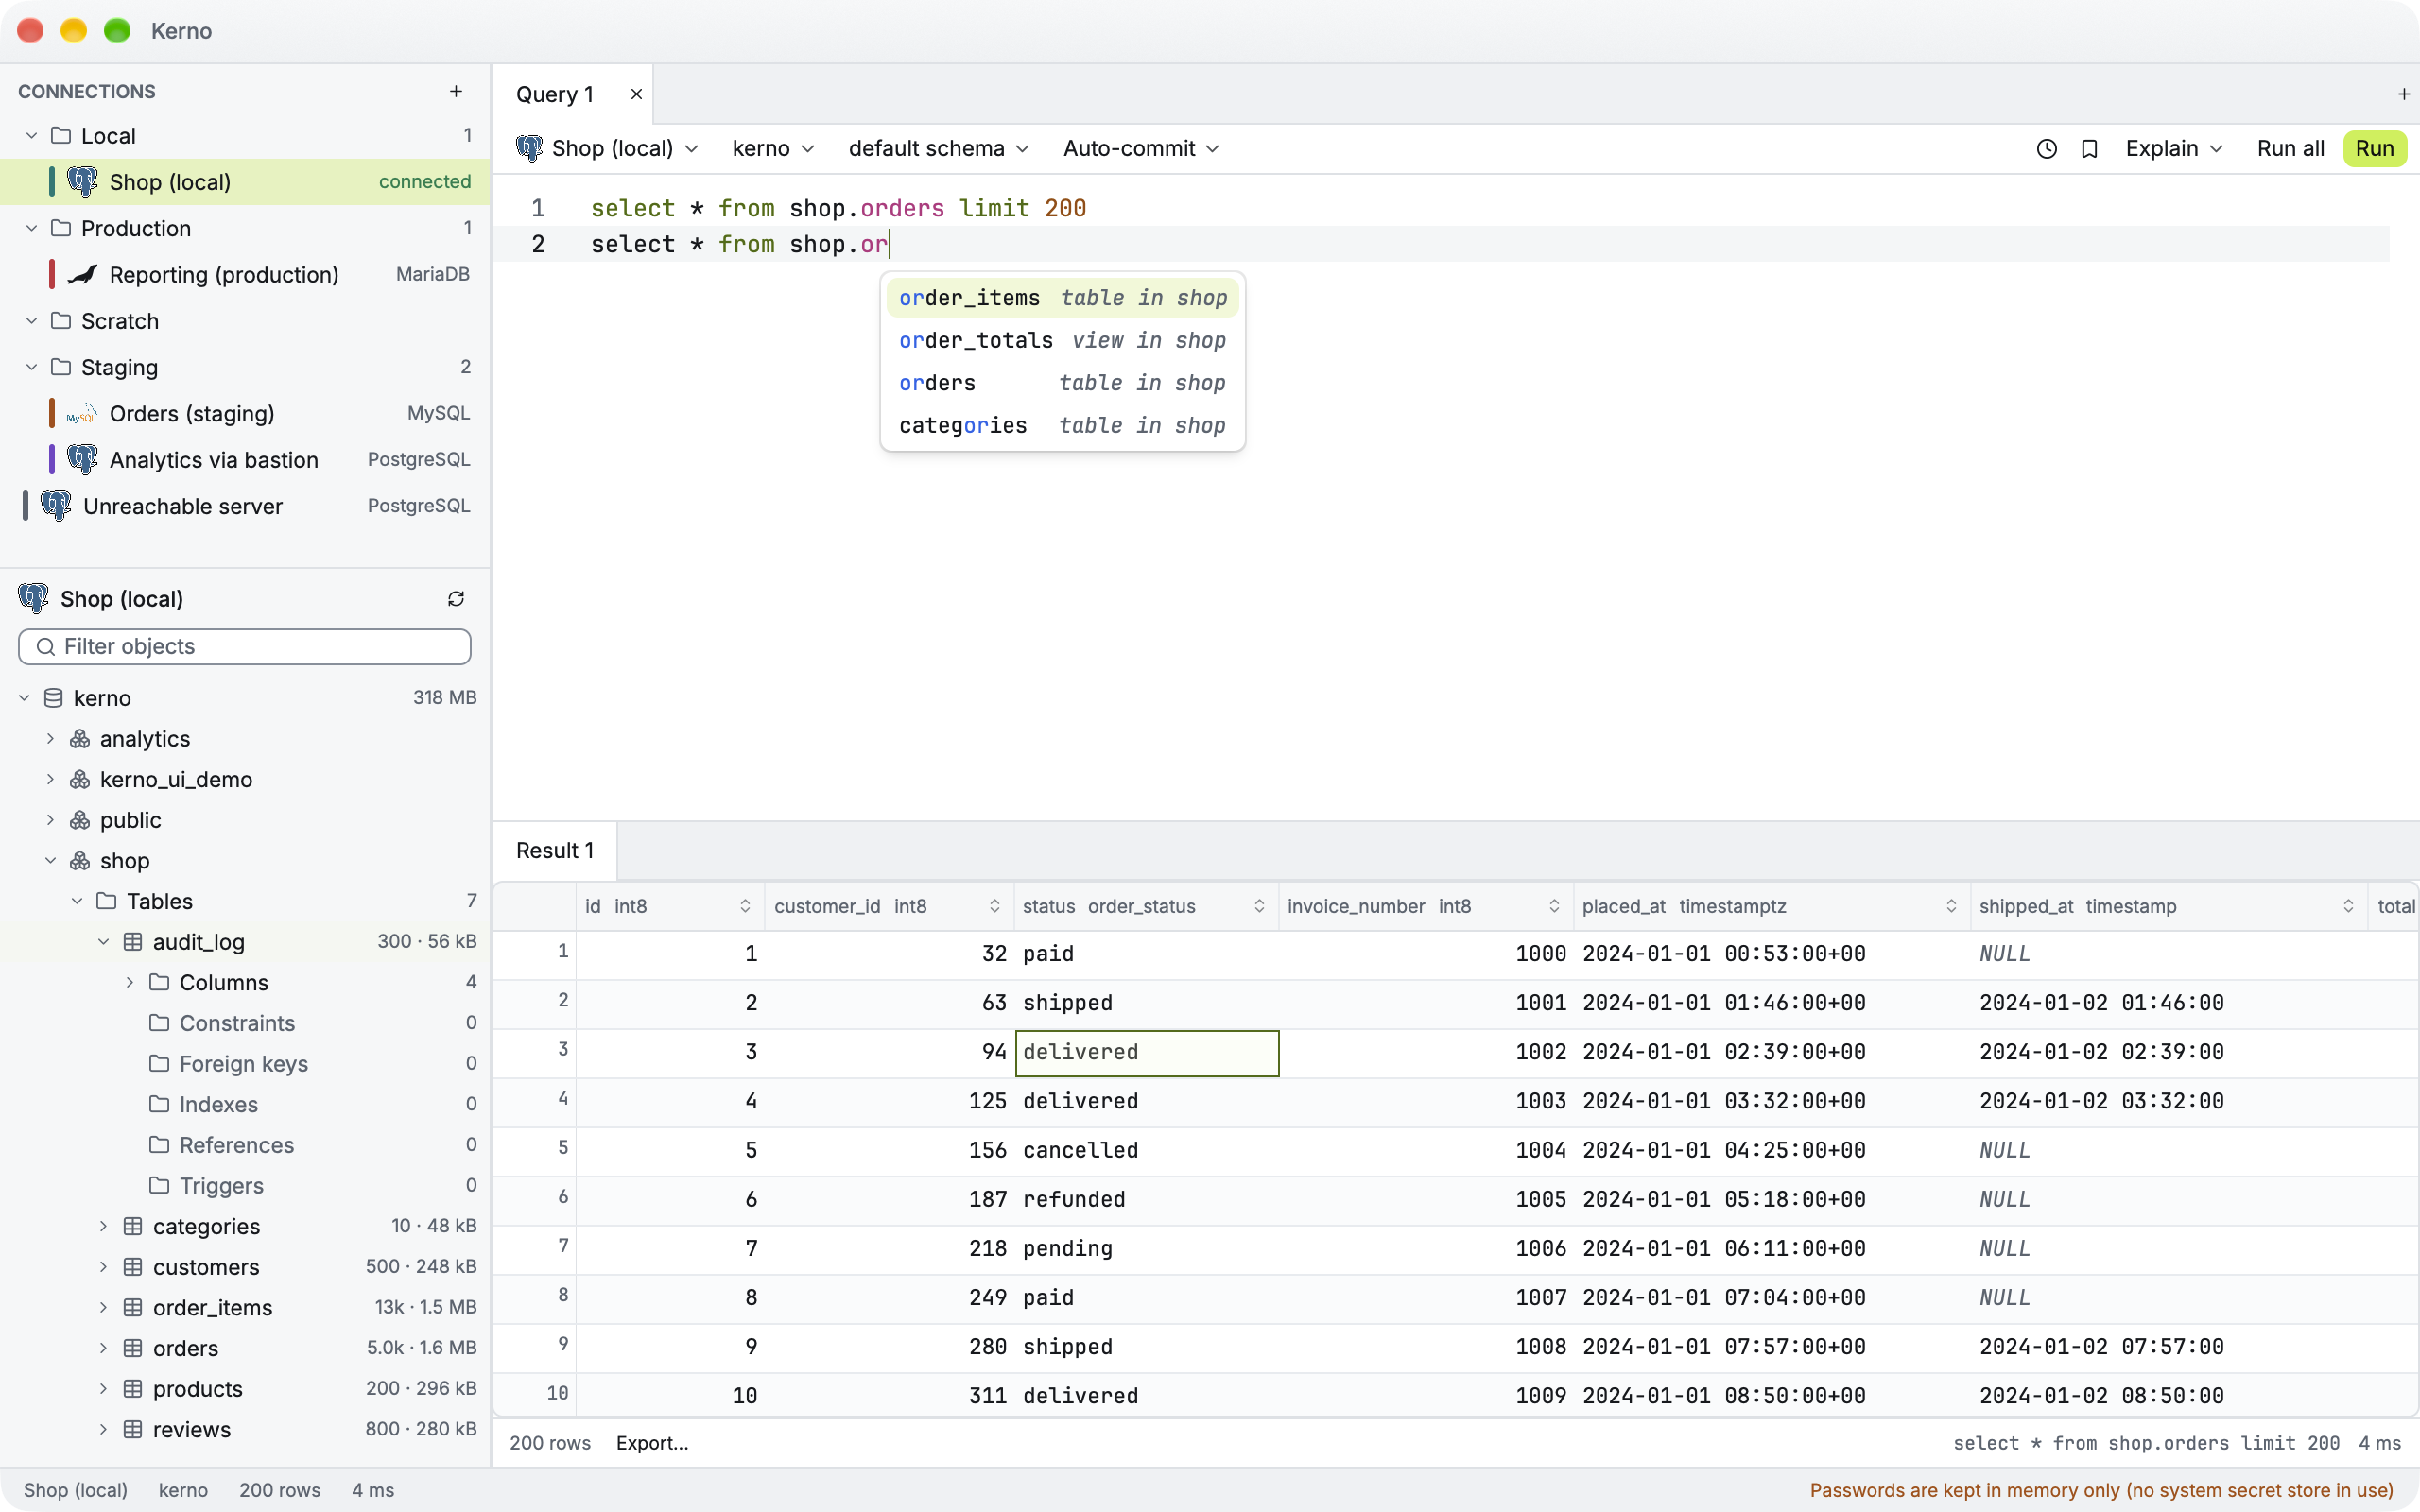 Kerno
CONNECTIONS +
Local 1
Shop (local) connected
Production 1
Reporting (production) MariaDB
Scratch
Staging 2
MySQL Orders (staging) MySQL
Analytics via bastion PostgreSQL
Unreachable server PostgreSQL
Shop (local)
Filter objects
kerno 318 MB
analytics
kerno_ui_demo
public
shop
Tables 7
audit_log 300 · 56 kB
Columns 4
Constraints 0
Foreign keys 0
Indexes 0
References 0
Triggers 0
categories 10 · 48 kB
customers 500 · 248 kB
order_items 13k · 1.5 MB
orders 5.0k · 1.6 MB
products 200 · 296 kB
reviews 800 · 280 kB
Query 1 × +
Shop (local) kerno default schema Auto-commit Explain Run all Run
1 select * from shop.orders limit 200
2 select * from shop.or
order_items table in shop
order_totals view in shop
orders table in shop
categories table in shop
Result 1
id int8 customer_id int8 status order_status invoice_number int8 placed_at timestamptz shipped_at timestamp total
1 1 32 paid 1000 2024-01-01 00:53:00+00 NULL
2 2 63 shipped 1001 2024-01-01 01:46:00+00 2024-01-02 01:46:00
3 3 94 delivered 1002 2024-01-01 02:39:00+00 2024-01-02 02:39:00
4 4 125 delivered 1003 2024-01-01 03:32:00+00 2024-01-02 03:32:00
5 5 156 cancelled 1004 2024-01-01 04:25:00+00 NULL
6 6 187 refunded 1005 2024-01-01 05:18:00+00 NULL
7 7 218 pending 1006 2024-01-01 06:11:00+00 NULL
8 8 249 paid 1007 2024-01-01 07:04:00+00 NULL
9 9 280 shipped 1008 2024-01-01 07:57:00+00 2024-01-02 07:57:00
10 10 311 delivered 1009 2024-01-01 08:50:00+00 2024-01-02 08:50:00
200 rows Export... select * from shop.orders limit 200 4 ms
Shop (local) kerno 200 rows 4 ms Passwords are kept in memory only (no system secret store in use)